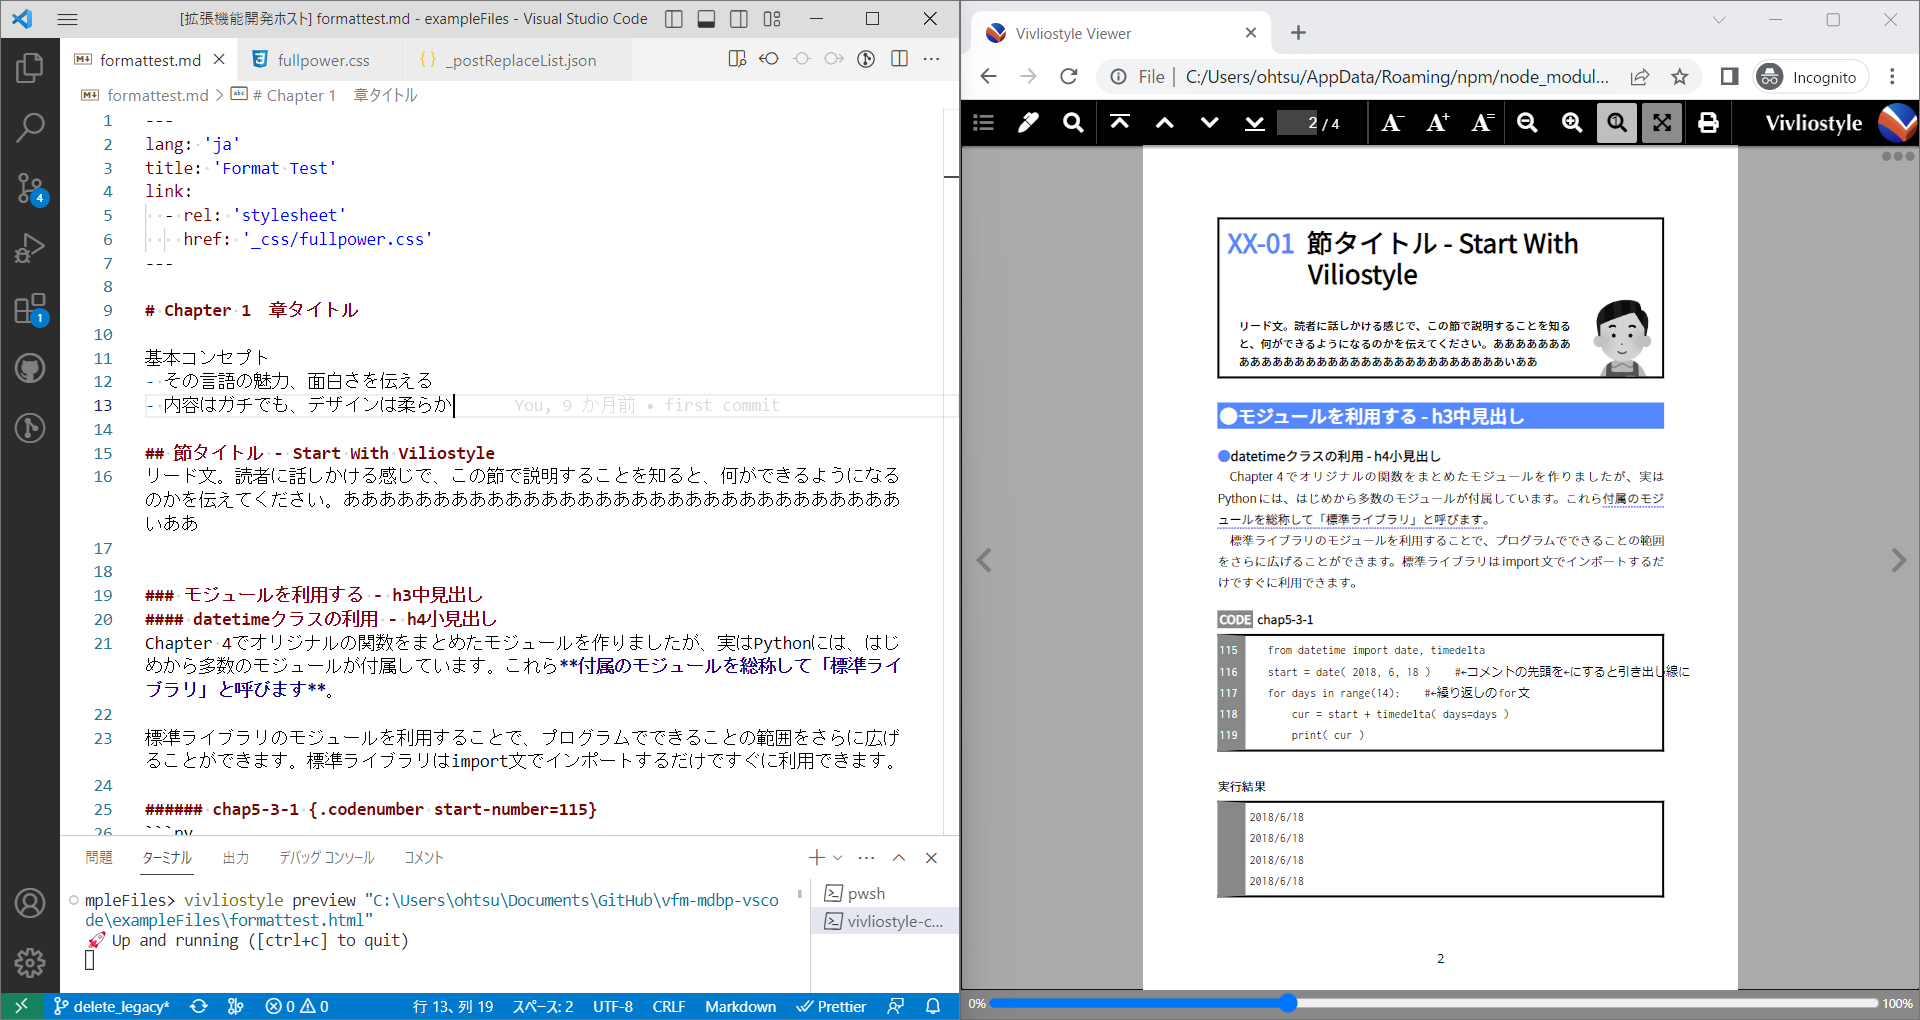 [拡張機能開発ホスト] formattest.md - exampleFiles - Visual Studio Code
formattest.md
fullpower.css
_postReplaceList.json
formattest.md > # Chapter 1　章タイトル
1 ---
2 lang: 'ja'
3 title: 'Format Test'
4 link:
5 - rel: 'stylesheet'
6 href: '_css/fullpower.css'
7 ---
8
9 # Chapter 1　章タイトル
10
11 基本コンセプト
12 - その言語の魅力、面白さを伝える
13 - 内容はガチでも、デザインは柔らか You, 9 か月前 • first commit
14
15 ## 節タイトル - Start With Viliostyle
16 リード文。読者に話しかける感じで、この節で説明することを知ると、何ができるようになる
のかを伝えてください。あああああああああああああああああああああああああああああああ
いああ
17
18
19 ### モジュールを利用する - h3中見出し
20 #### datetimeクラスの利用 - h4小見出し
21 Chapter 4でオリジナルの関数をまとめたモジュールを作りましたが、実はPythonには、はじ
めから多数のモジュールが付属しています。これら**付属のモジュールを総称して「標準ライ
ブラリ」と呼びます**。
22
23 標準ライブラリのモジュールを利用することで、プログラムでできることの範囲をさらに広げ
ることができます。標準ライブラリはimport文でインポートするだけですぐに利用できます。
24
25 ###### chap5-3-1 {.codenumber start-number=115}
26 ```py
問題 ターミナル 出力 デバッグ コンソール コメント
mpleFiles> vivliostyle preview "C:\Users\ohtsu\Documents\GitHub\vfm-mdbp-vsco
de\exampleFiles\formattest.html"
Up and running ([ctrl+c] to quit)
pwsh
vivliostyle-c...
4
1
delete_legacy* 0 0 行 13、列 19 スペース: 2 UTF-8 CRLF Markdown Prettier
Vivliostyle Viewer
File | C:/Users/ohtsu/AppData/Roaming/npm/node_modul... Incognito
2 / 4 A- A+ A= Vivliostyle
XX-01 節タイトル - Start With
Viliostyle
リード文。読者に話しかける感じで、この節で説明することを知る
と、何ができるようになるのかを伝えてください。あああああああ
ああああああああああああああああああああああああいああ
●モジュールを利用する - h3中見出し
●datetimeクラスの利用 - h4小見出し
Chapter 4でオリジナルの関数をまとめたモジュールを作りましたが、実は
Pythonには、はじめから多数のモジュールが付属しています。これら付属のモジ
ュールを総称して「標準ライブラリ」と呼びます。
標準ライブラリのモジュールを利用することで、プログラムでできることの範囲
をさらに広げることができます。標準ライブラリはimport文でインポートするだ
けですぐに利用できます。
CODE chap5-3-1
115 from datetime import date, timedelta
116 start = date( 2018, 6, 18 ) #←コメントの先頭を←にすると引き出し線に
117 for days in range(14): #←繰り返しのfor文
118 cur = start + timedelta( days=days )
119 print( cur )
実行結果
2018/6/18
2018/6/18
2018/6/18
2018/6/18
2
0% 100%